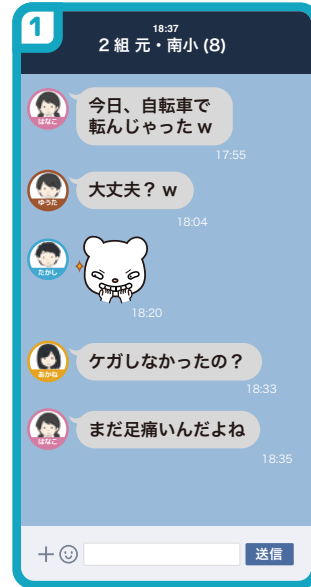 1
18:37
2組 元・南小 (8)
今日、自転車で
転んじゃったw
はなこ
17:55
大丈夫?w
ゆうた
18:04
たかし
18:20
ケガしなかったの?
あかね
18:33
まだ足痛いんだよね
はなこ
18:35
送信